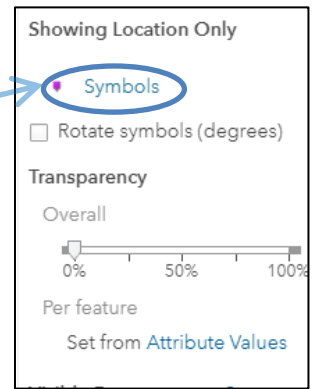 Showing Location Only
Symbols
Rotate symbols (degrees)
Transparency
Overall
0% 50% 100%
Per feature
Set from Attribute Values